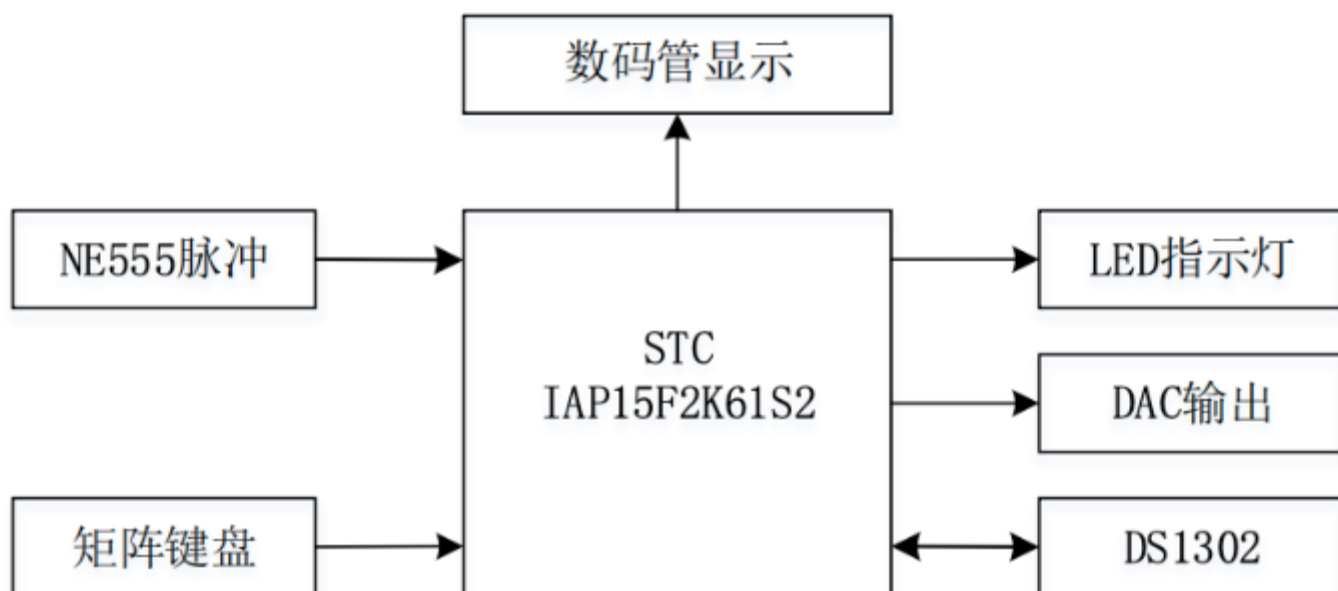 数码管显示
NE555脉冲
LED指示灯
STC
IAP15F2K61S2
DAC输出
矩阵键盘
DS1302